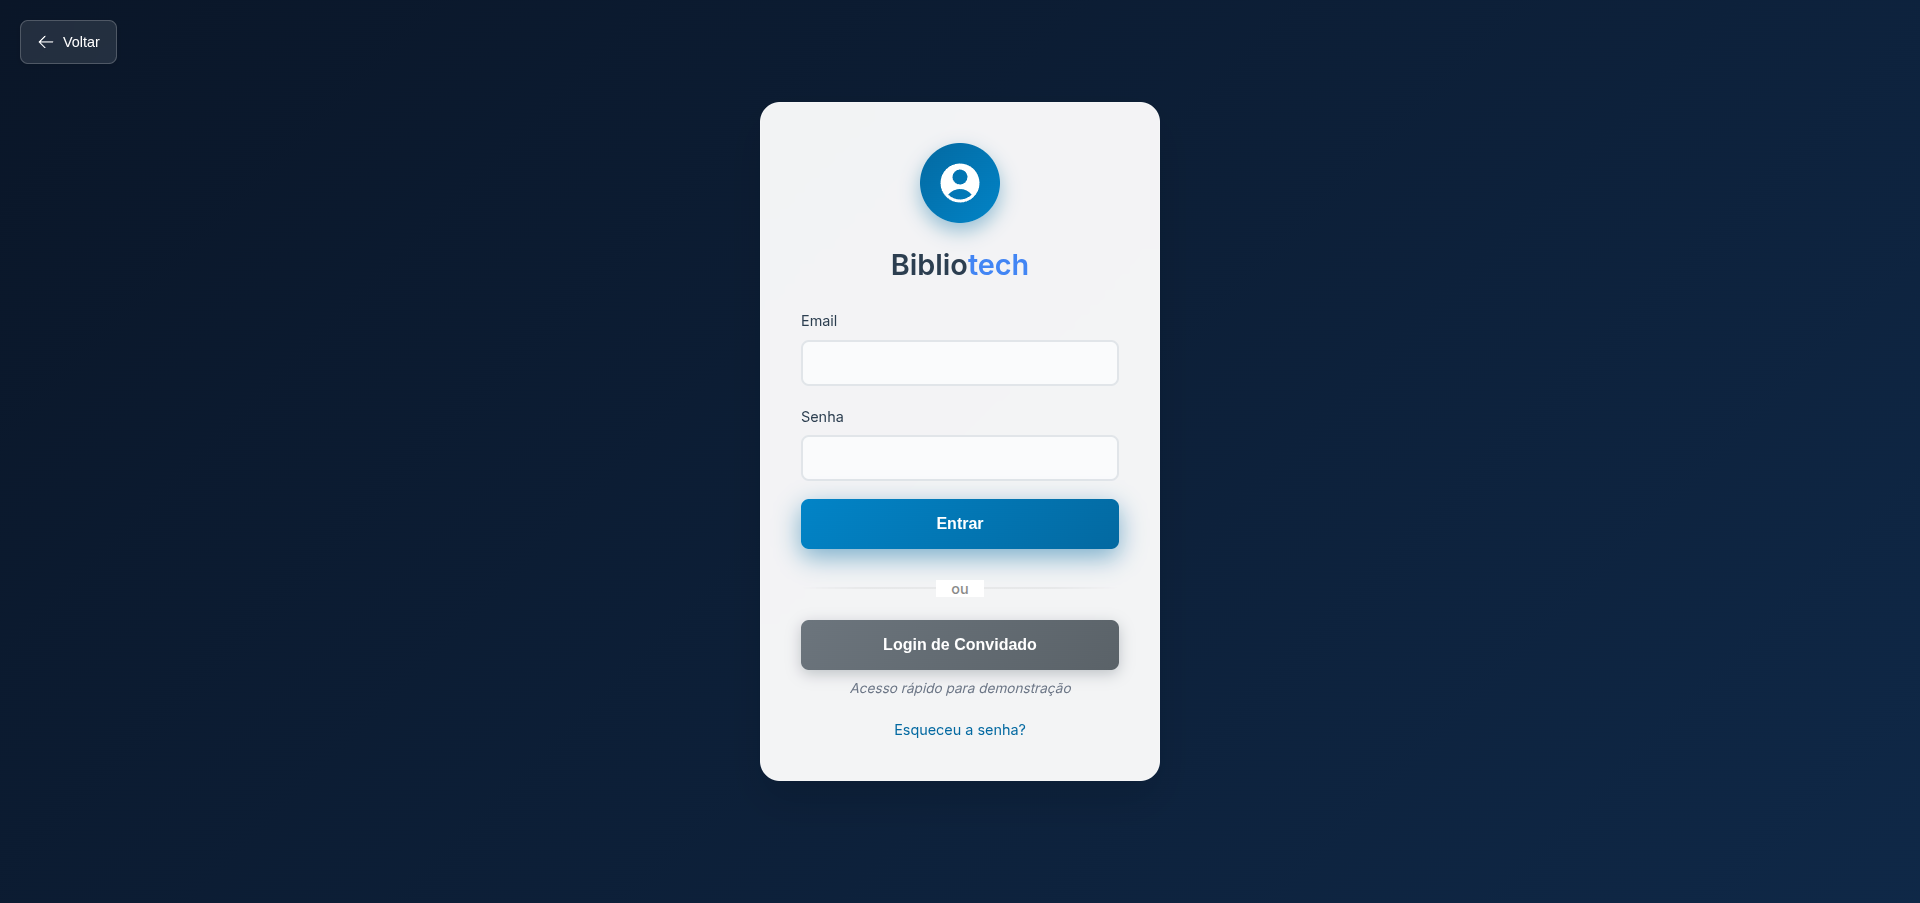 Voltar
Bibliotech
Email
Senha
Entrar
ou
Login de Convidado
Acesso rápido para demonstração
Esqueceu a senha?